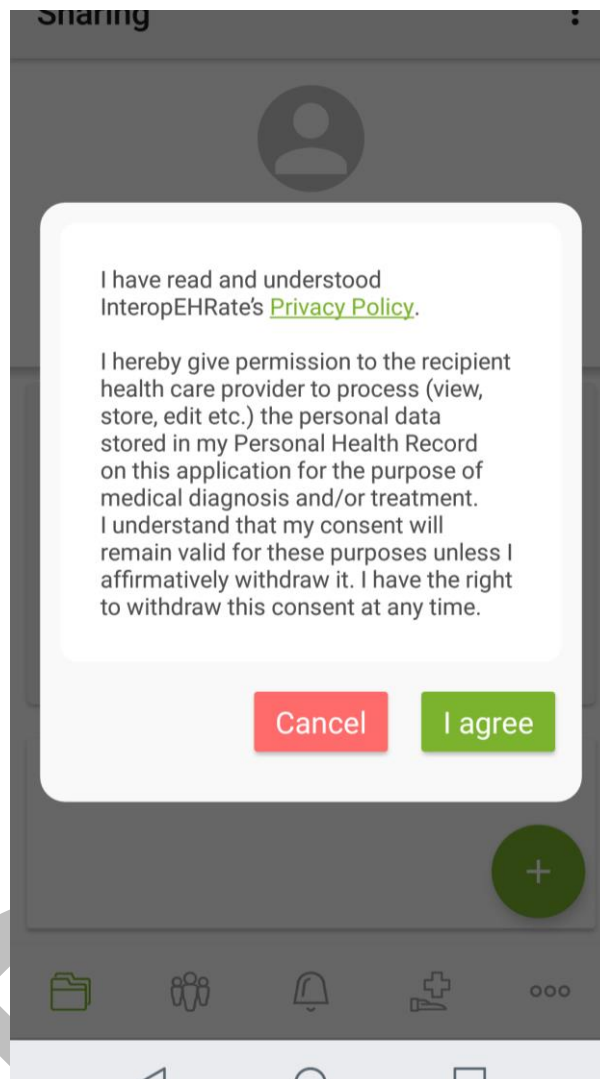 Sharing
I have read and understood
InteropEHRate's Privacy Policy.
I hereby give permission to the recipient
health care provider to process (view,
store, edit etc.) the personal data
stored in my Personal Health Record
on this application for the purpose of
medical diagnosis and/or treatment.
I understand that my consent will
remain valid for these purposes unless I
affirmatively withdraw it. I have the right
to withdraw this consent at any time.
Cancel I agree